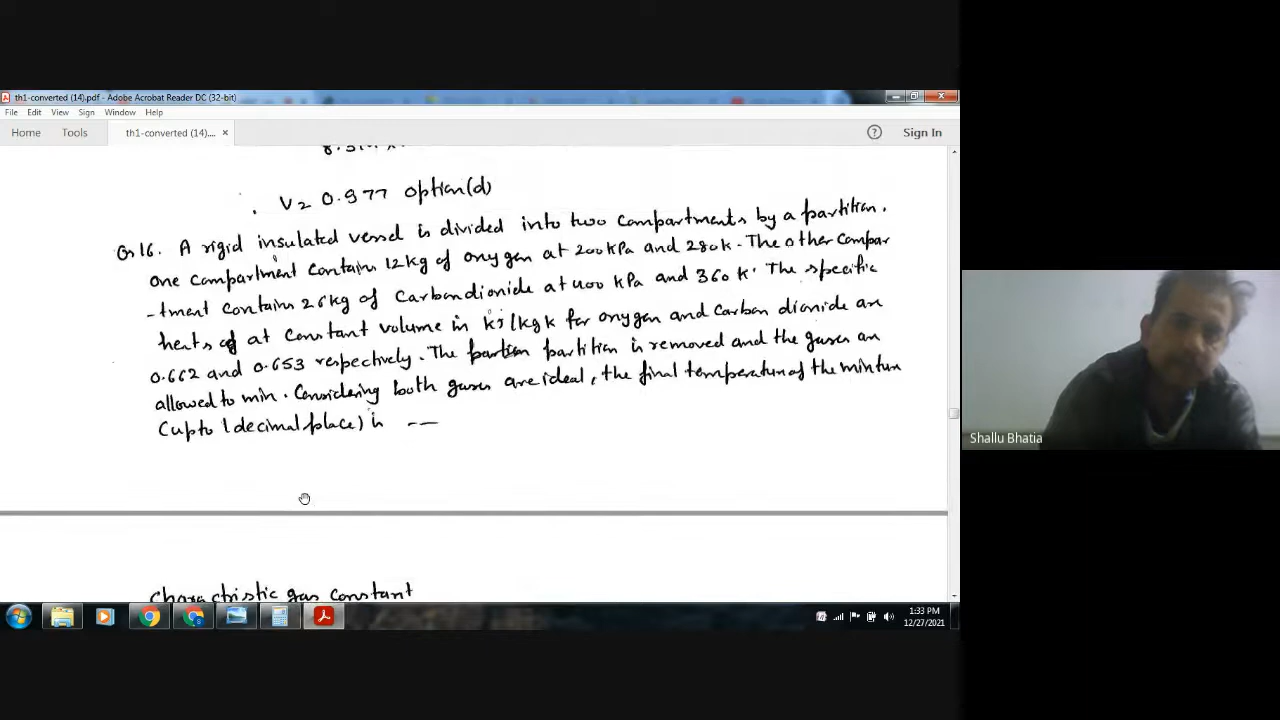 th1-converted (14).pdf - Adobe Acrobat Reader DC (32-bit)
File Edit View Sign Window Help
Home Tools th1-converted (14).... × ? Sign In
V = 0.977 option(d)
Qs 16. A rigid insulated vessel is divided into two compartments by a partition.
One compartment contains 12kg of oxygen at 200kPa and 280k. The other compar
-tment contains 26kg of Carbondioxide at 400 kPa and 360 k. The specific
heats of at constant volume in kj/kgk for oxygen and carbon dioxide are
0.662 and 0.653 respectively. The partition is removed and the gases are
allowed to mix. Considering both gases are ideal, the final temperature of the mixture
(upto 1 decimal place) is --
Charctristic gas constant
Shallu Bhatia
1:33 PM
12/27/2021